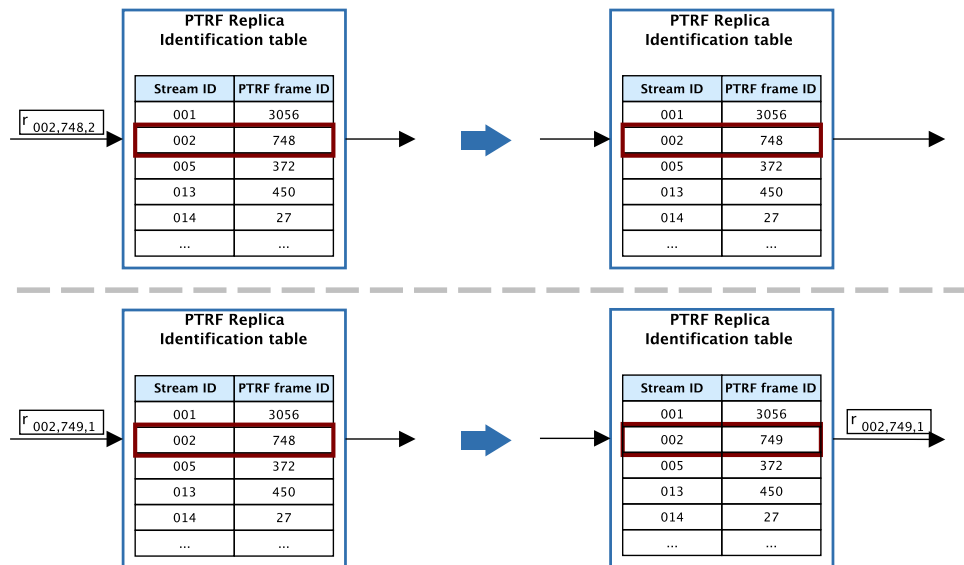 PTRF Replica
Identification table
Stream ID PTRF frame ID
001 3056
002 748
005 372
013 450
014 27
... ...
r 002,748,2
PTRF Replica
Identification table
Stream ID PTRF frame ID
001 3056
002 748
005 372
013 450
014 27
... ...
PTRF Replica
Identification table
Stream ID PTRF frame ID
001 3056
002 748
005 372
013 450
014 27
... ...
r 002,749,1
PTRF Replica
Identification table
Stream ID PTRF frame ID
001 3056
002 749
005 372
013 450
014 27
... ...
r 002,749,1